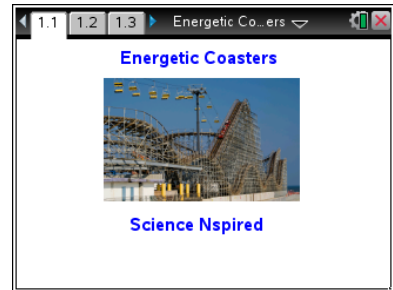 1.1 1.2 1.3 Energetic Co...ers
Energetic Coasters
Science Nspired